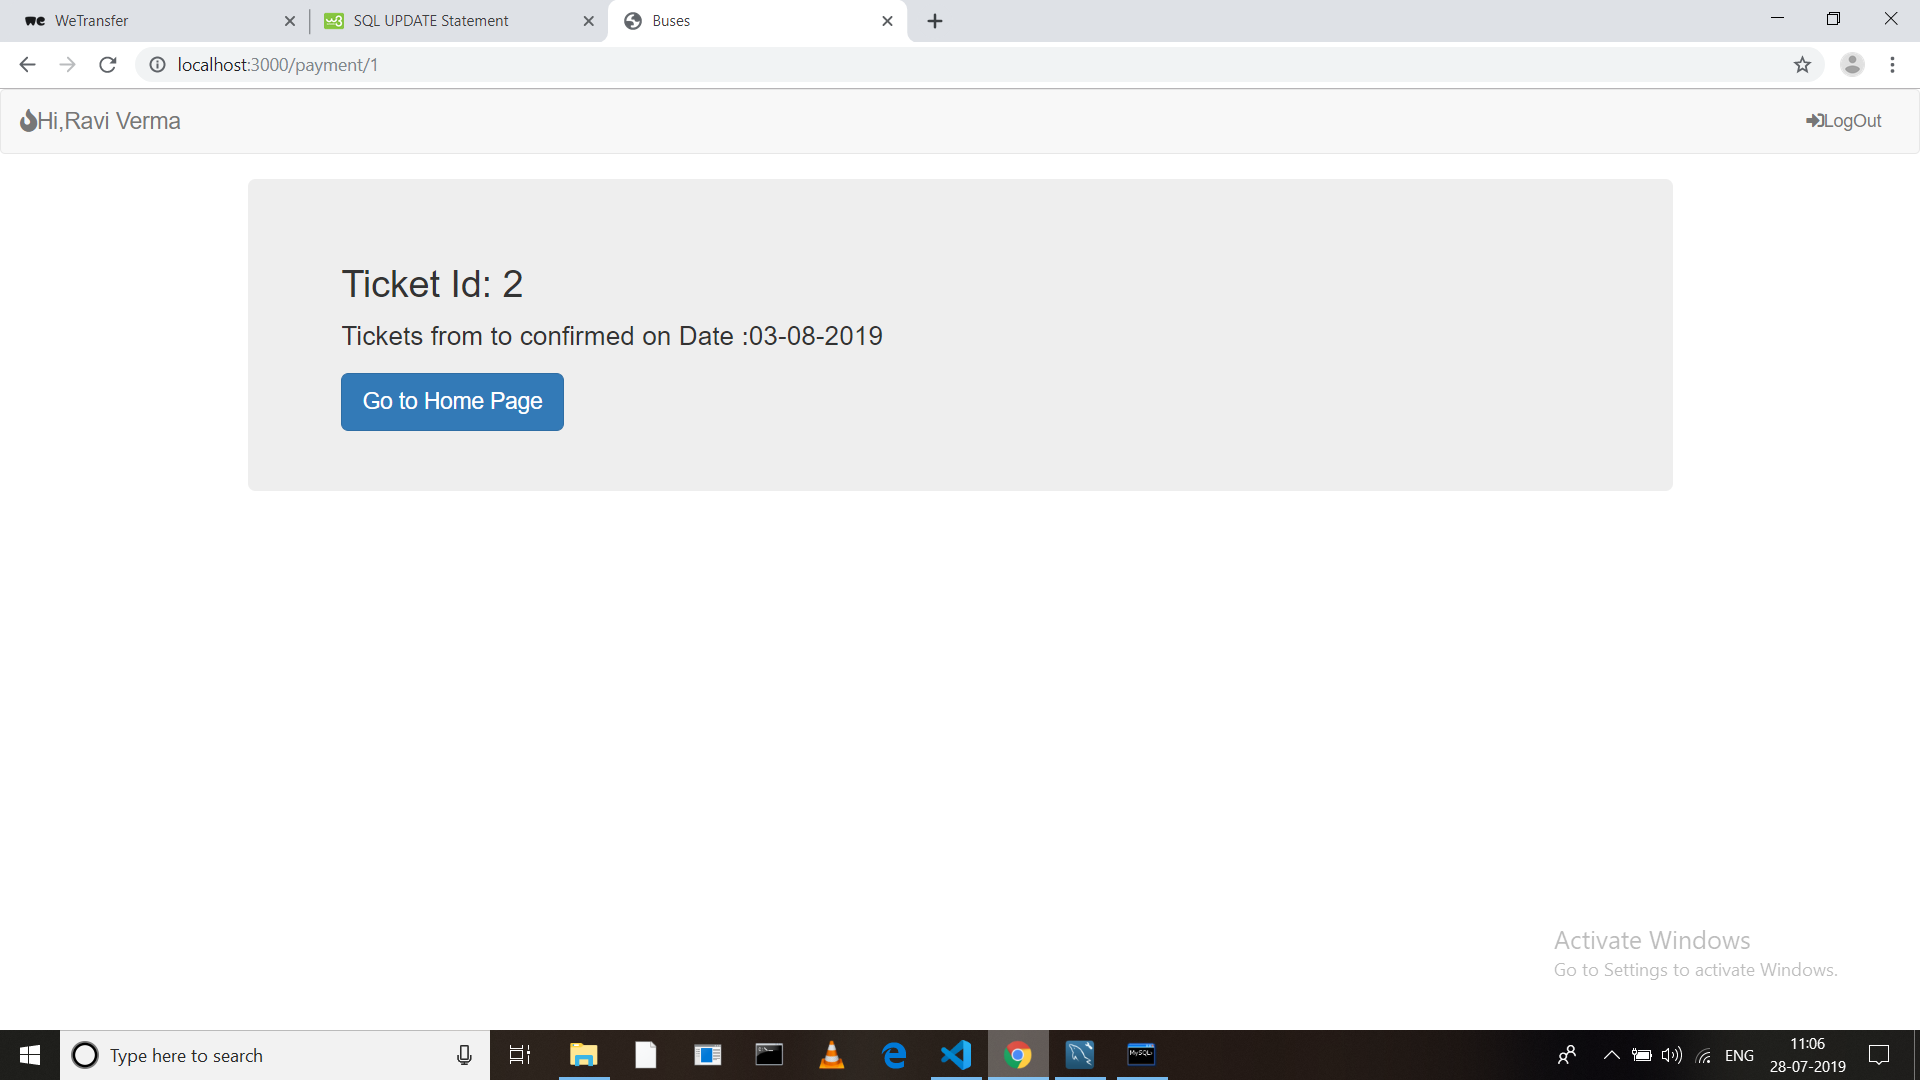 WeTransfer
SQL UPDATE Statement
Buses
localhost:3000/payment/1
Hi,Ravi Verma
LogOut
Ticket Id: 2
Tickets from to confirmed on Date :03-08-2019
Go to Home Page
Activate Windows
Go to Settings to activate Windows.
Type here to search
MySQL
ENG
11:06
28-07-2019